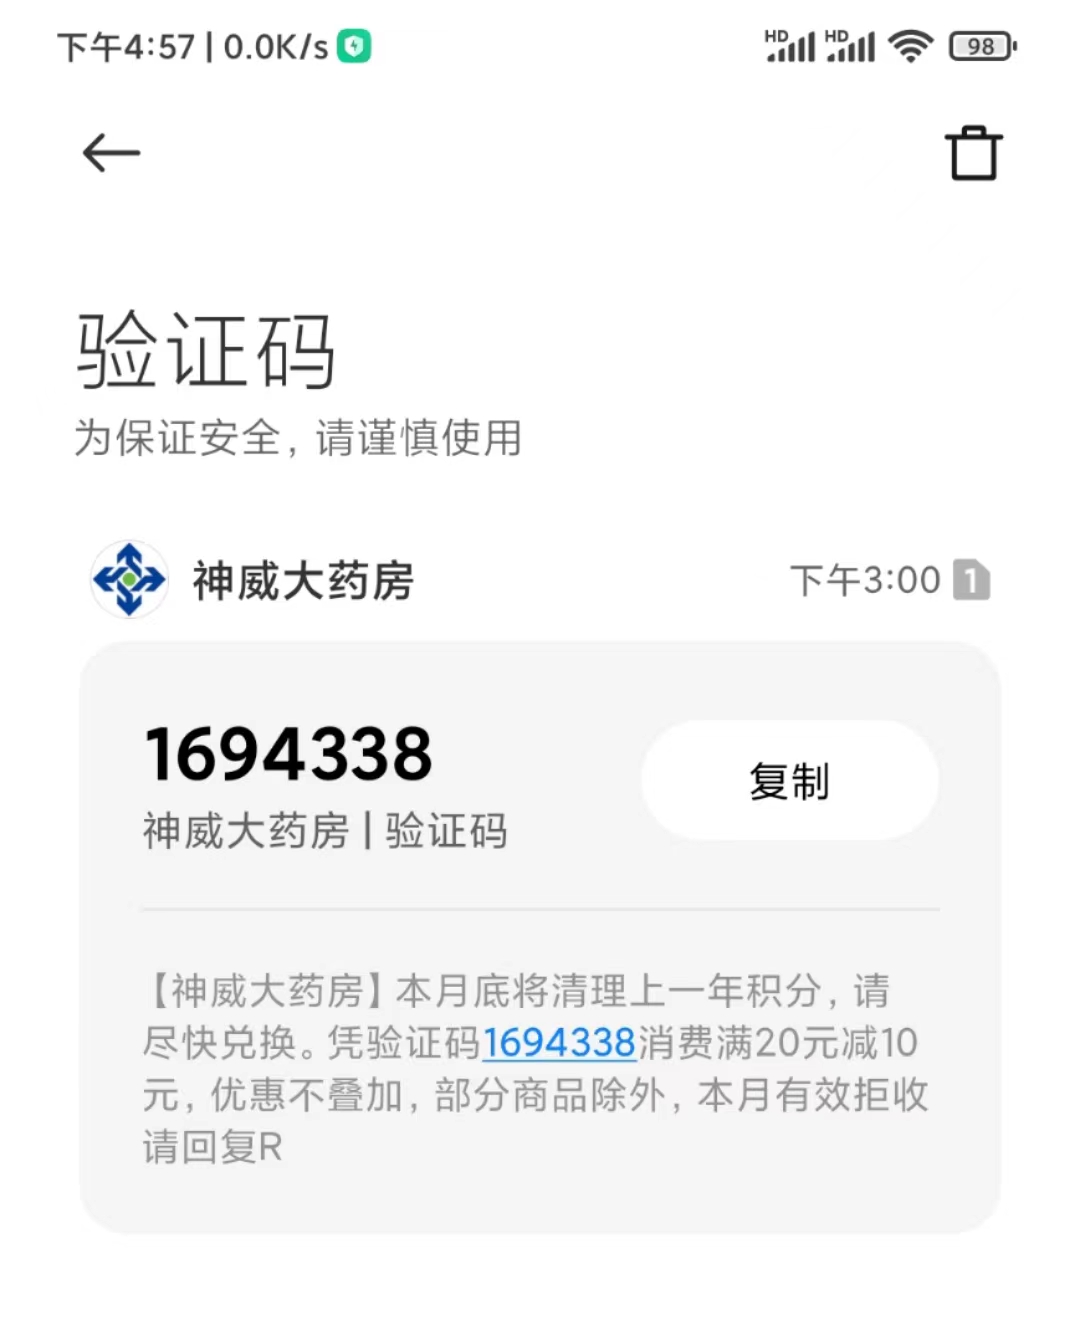 下午4:57 | 0.0K/s HD HD 98
验证码
为保证安全，请谨慎使用
神威大药房 下午3:00 1
1694338
复制
神威大药房 | 验证码
【神威大药房】本月底将清理上一年积分，请
尽快兑换。凭验证码1694338消费满20元减10
元，优惠不叠加，部分商品除外，本月有效拒收
请回复R